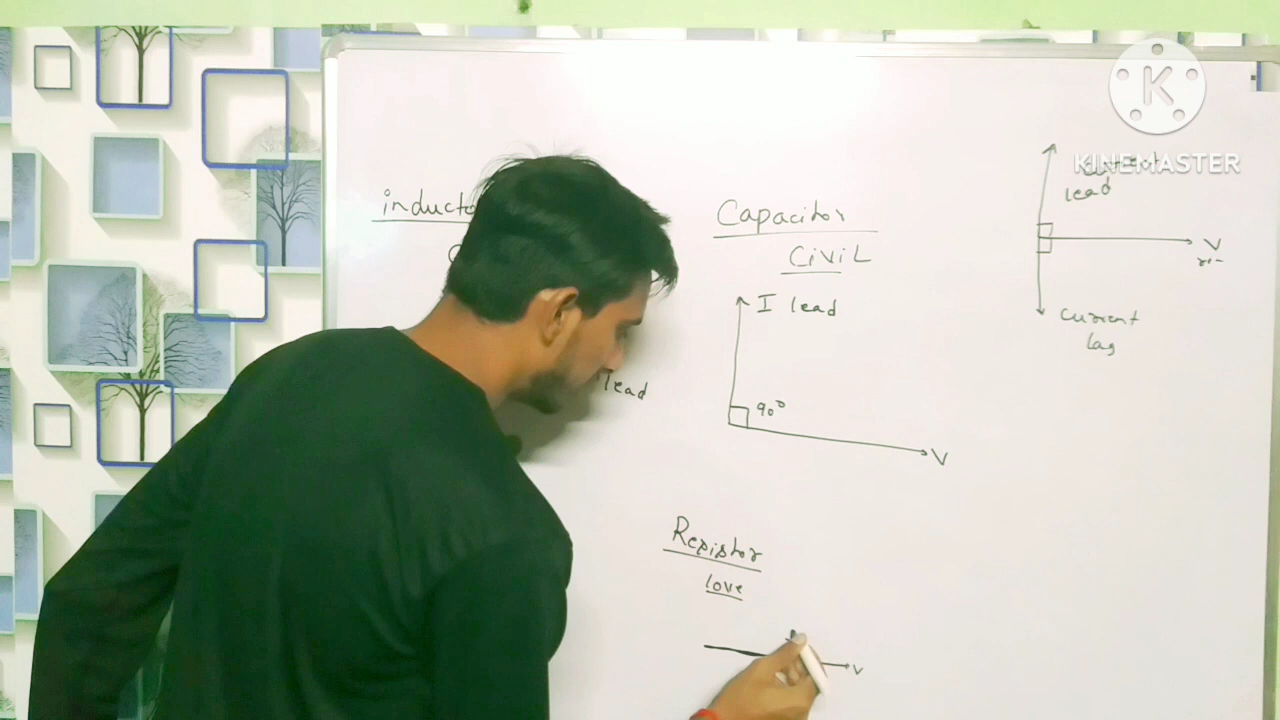 K
KINEMASTER
lead
V
current
lag
inducto
Capacitor
CiViL
I lead
90°
V
lead
Resistor
love
V